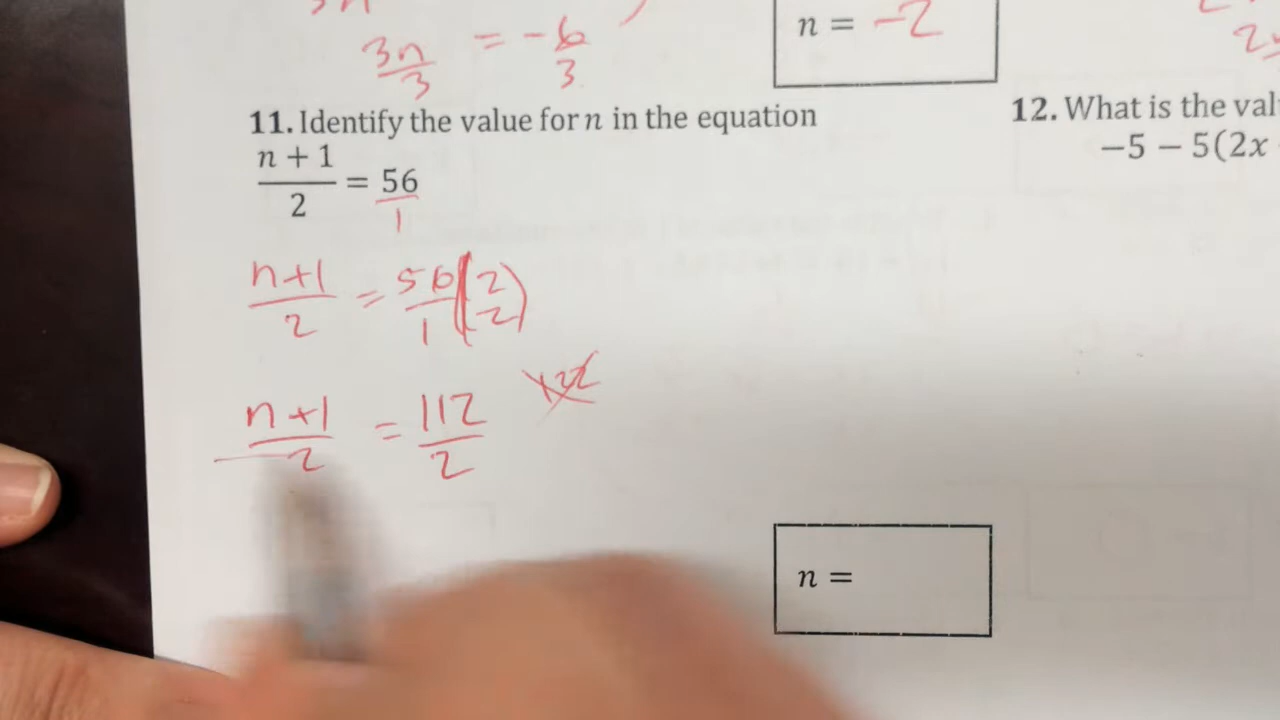 3n/3 = -6/3
n = -2
11. Identify the value for n in the equation
(n + 1)/2 = 56/1
(n+1)/2 = 56/1 (2/2)
(n+1)/2 = 112/2
n =
12. What is the val
−5 − 5(2x